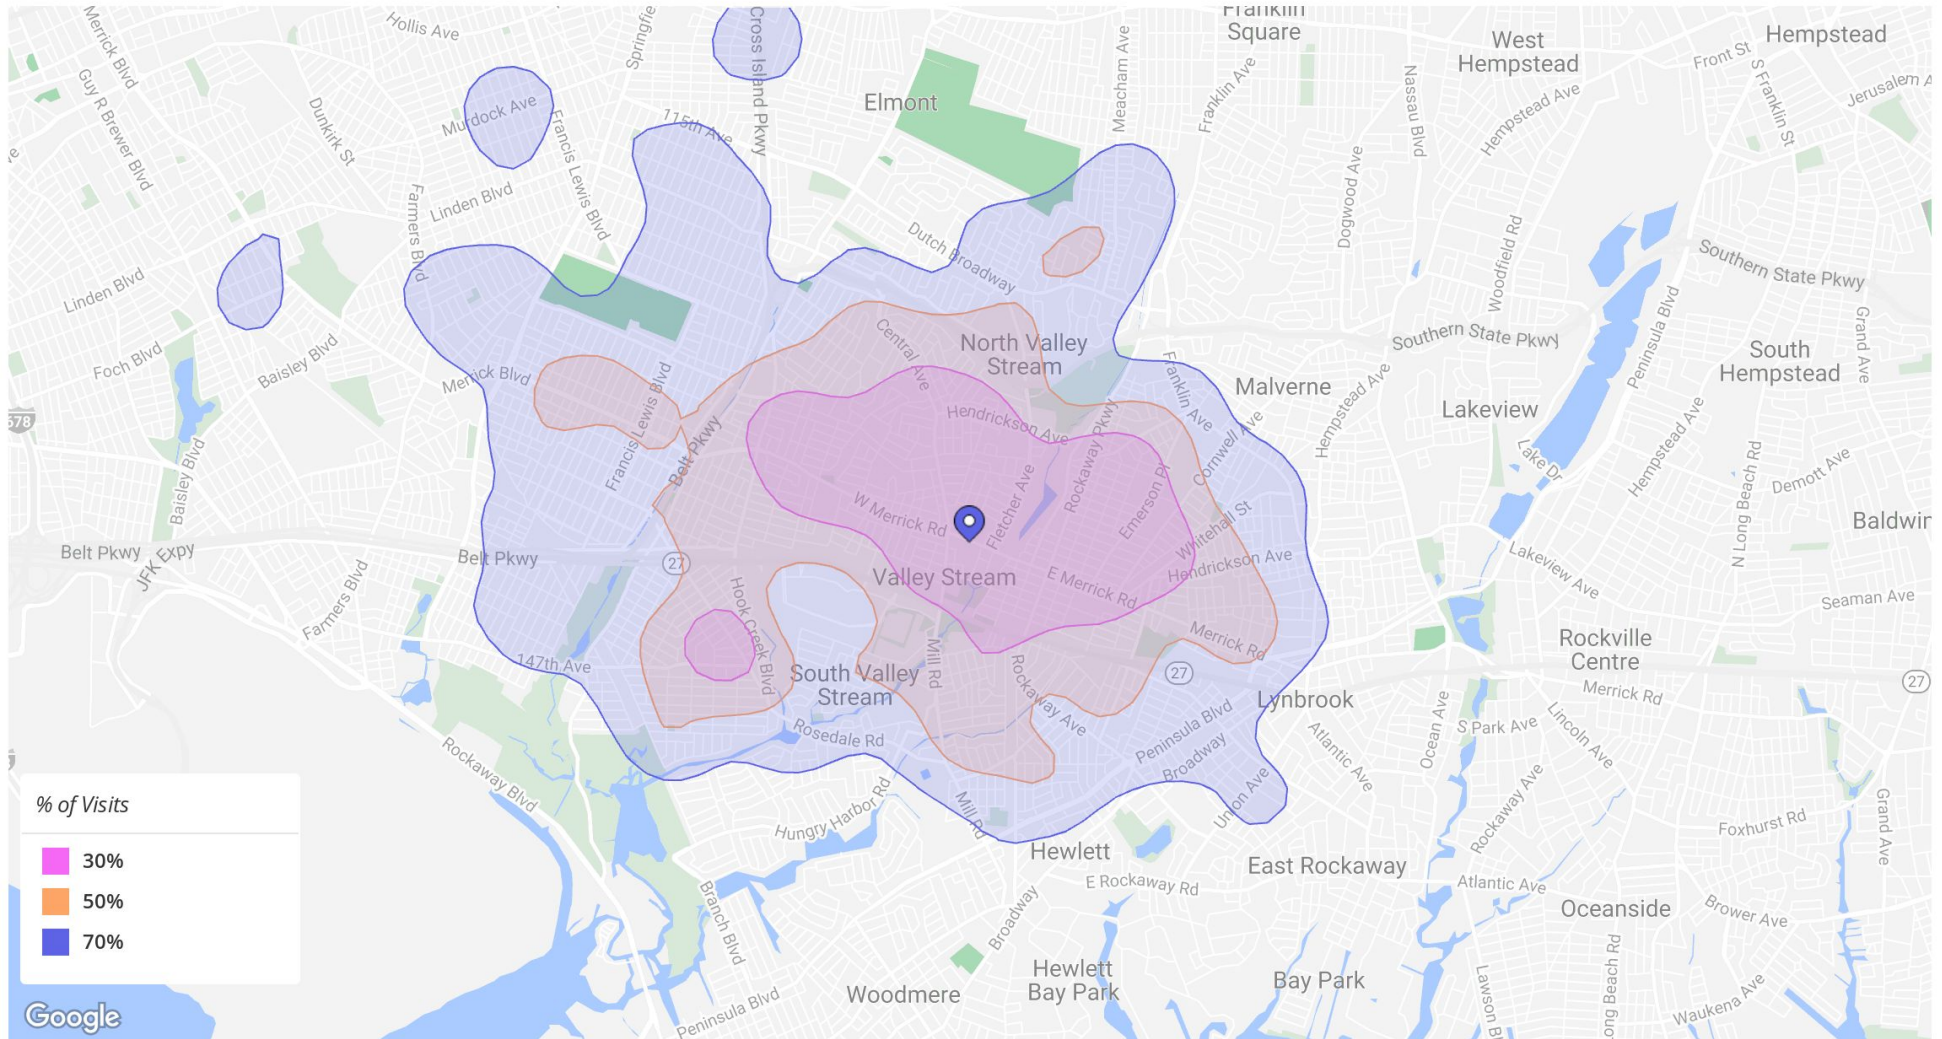 Merrick Blvd
Hollis Ave
Cross Island Pkwy
Franklin
Square
West
Hempstead
Hempstead
Front St
S Franklin St
Guy R Brewer Blvd
Dunkirk St
Murdock Ave
Francis Lewis Blvd
115th Ave
Elmont
Meacham Ave
Franklin Ave
Nassau Blvd
Hempstead Ave
Linden Blvd
Farmers Blvd
Dogwood Ave
Woodfield Rd
Dutch Broadway
Southern State Pkwy
Linden Blvd
Foch Blvd
Baisley Blvd
Merrick Blvd
Central Ave
North Valley
Stream
Southern State Pkwy
Peninsula Blvd
Grand Ave
South
Hempstead
678
Francis Lewis Blvd
Belt Pkwy
Hendrickson Ave
Rockaway Pkwy
Franklin Ave
Cornwell Ave
Malverne
Hempstead Ave
Lakeview
Lake Dr
Hempstead Ave
N Long Beach Rd
Demott Ave
Baisley Blvd
W Merrick Rd
Fletcher Ave
Emerson Pl
Whitehall St
Belt Pkwy
JFK Expy
Belt Pkwy
27
Valley Stream
E Merrick Rd
Hendrickson Ave
Lakeview Ave
Seaman Ave
Farmers Blvd
Hook Creek Blvd
147th Ave
Mill Rd
Merrick Rd
South Valley
Stream
Rockaway Ave
27
Lynbrook
Rockville
Centre
Merrick Rd
27
Rosedale Rd
Peninsula Blvd
Broadway
Atlantic Ave
Ocean Ave
S Park Ave
Lincoln Ave
Rockaway Blvd
Hungry Harbor Rd
Mill Rd
Union Ave
Rockaway Ave
Foxhurst Rd
Grand Ave
Hewlett
East Rockaway
E Rockaway Rd
Atlantic Ave
Oceanside
Brower Ave
Branch Blvd
Broadway
Woodmere
Hewlett
Bay Park
Bay Park
Peninsula Blvd
Waukena Ave
% of Visits
30%
50%
70%
Google